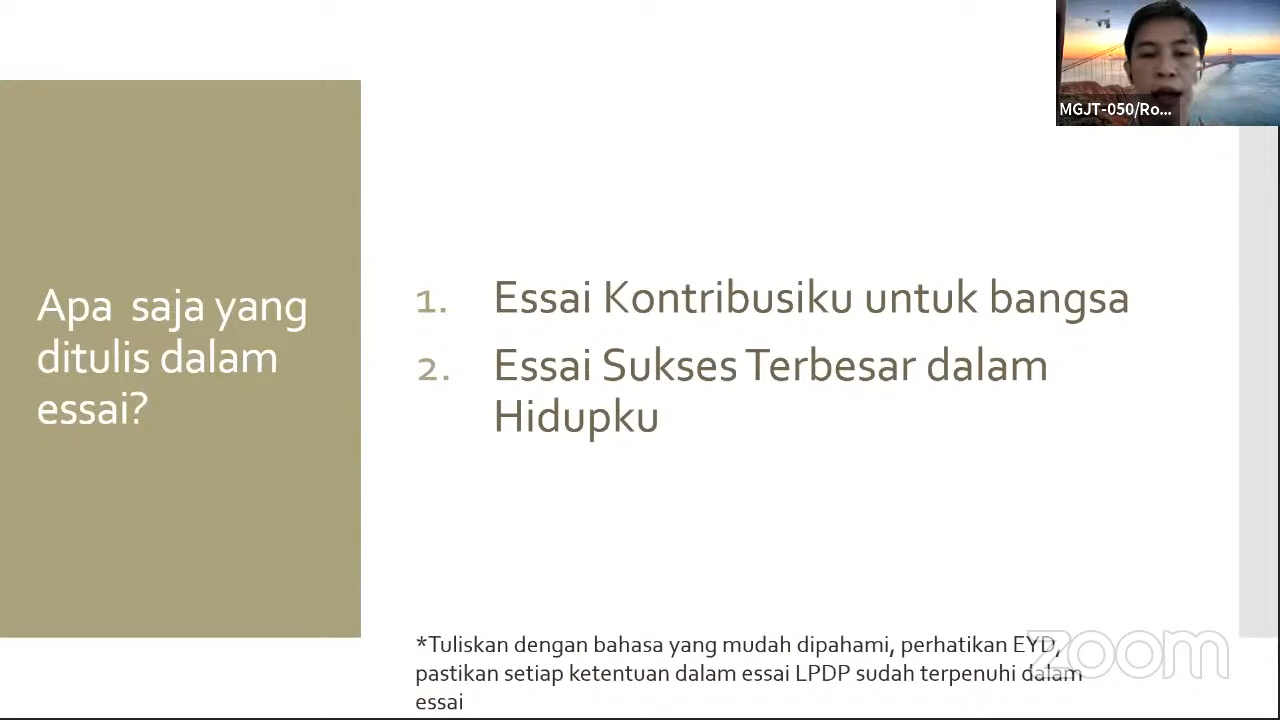 MGJT-050/Ro...
Apa saja yang
ditulis dalam
essai?
1. Essai Kontribusiku untuk bangsa
2. Essai Sukses Terbesar dalam
Hidupku
*Tuliskan dengan bahasa yang mudah dipahami, perhatikan EYD,
pastikan setiap ketentuan dalam essai LPDP sudah terpenuhi dalam
essai
zoom